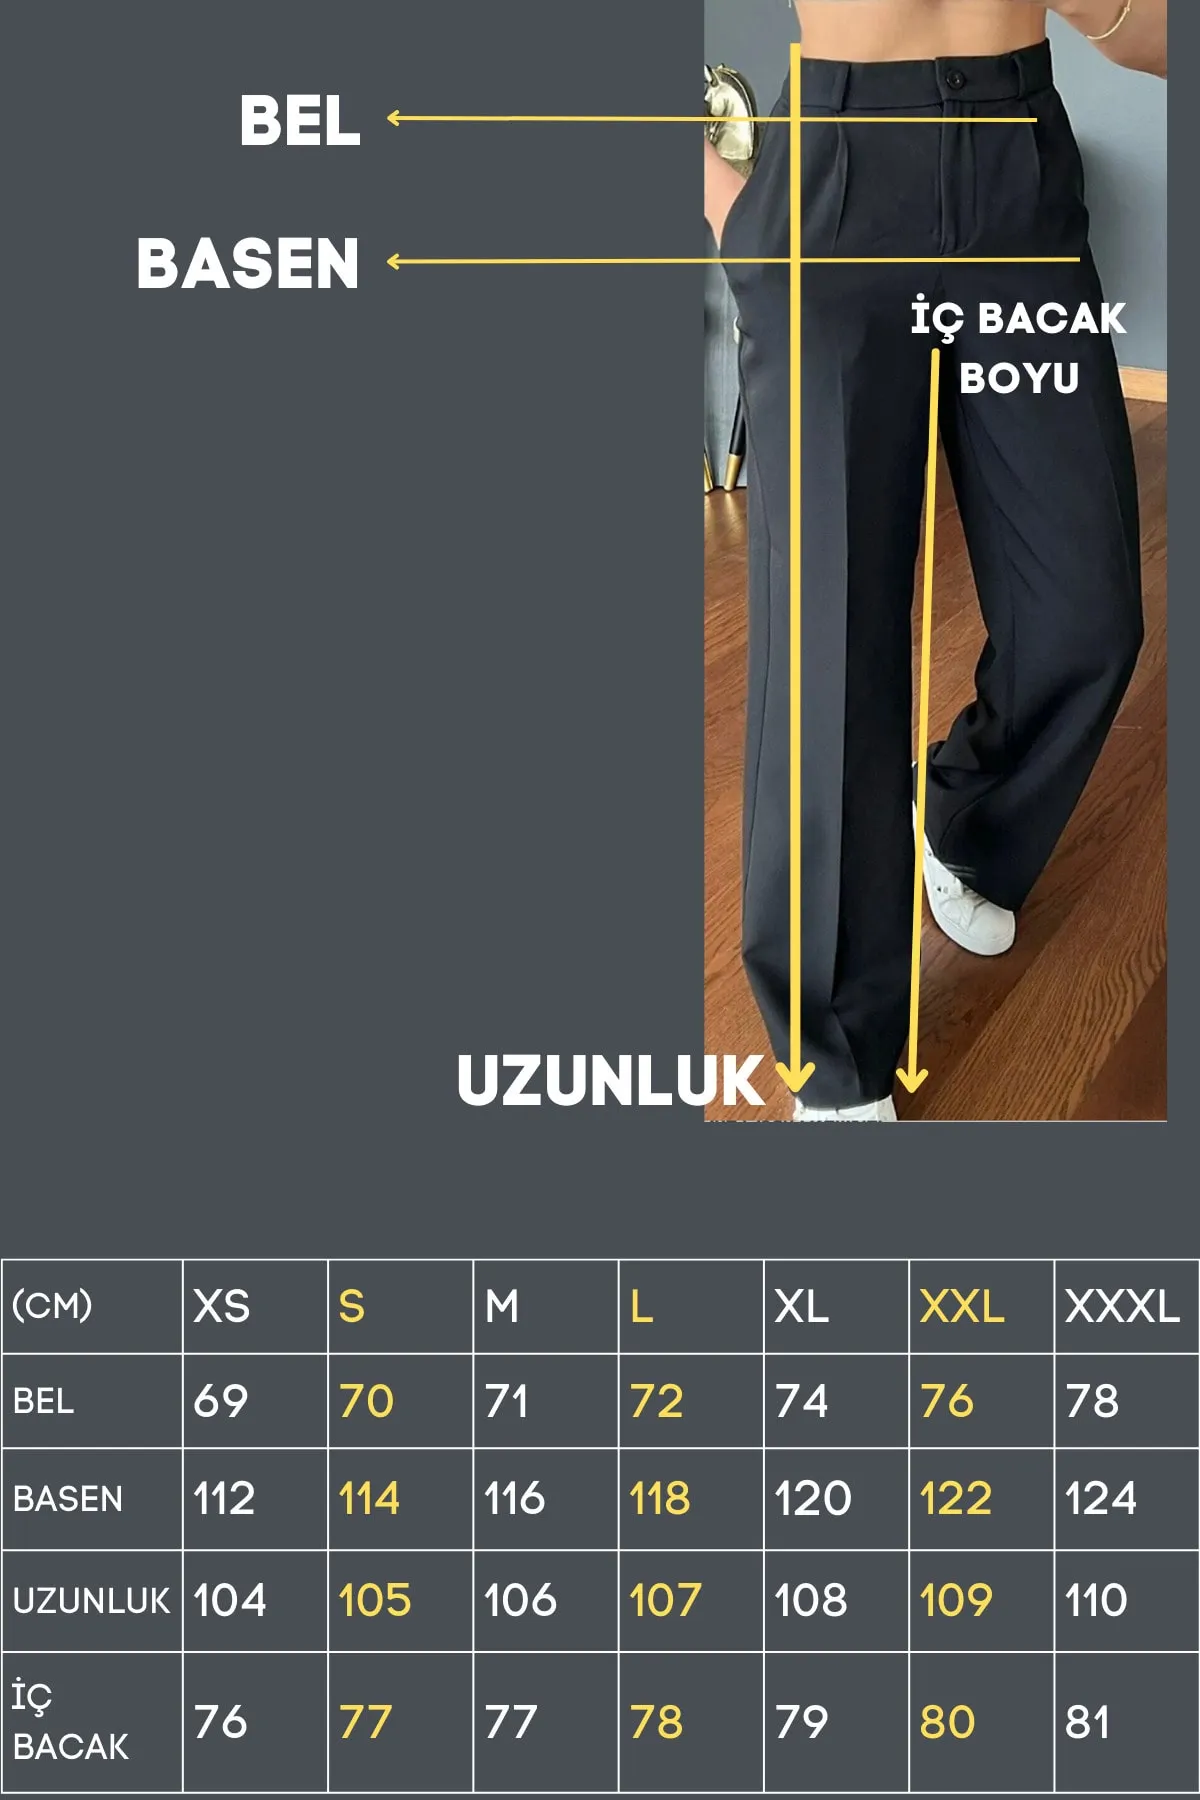 BEL
BASEN
İÇ BACAK
BOYU
UZUNLUK
(CM) XS S M L XL XXL XXXL
BEL 69 70 71 72 74 76 78
BASEN 112 114 116 118 120 122 124
UZUNLUK 104 105 106 107 108 109 110
İÇ
BACAK 76 77 77 78 79 80 81